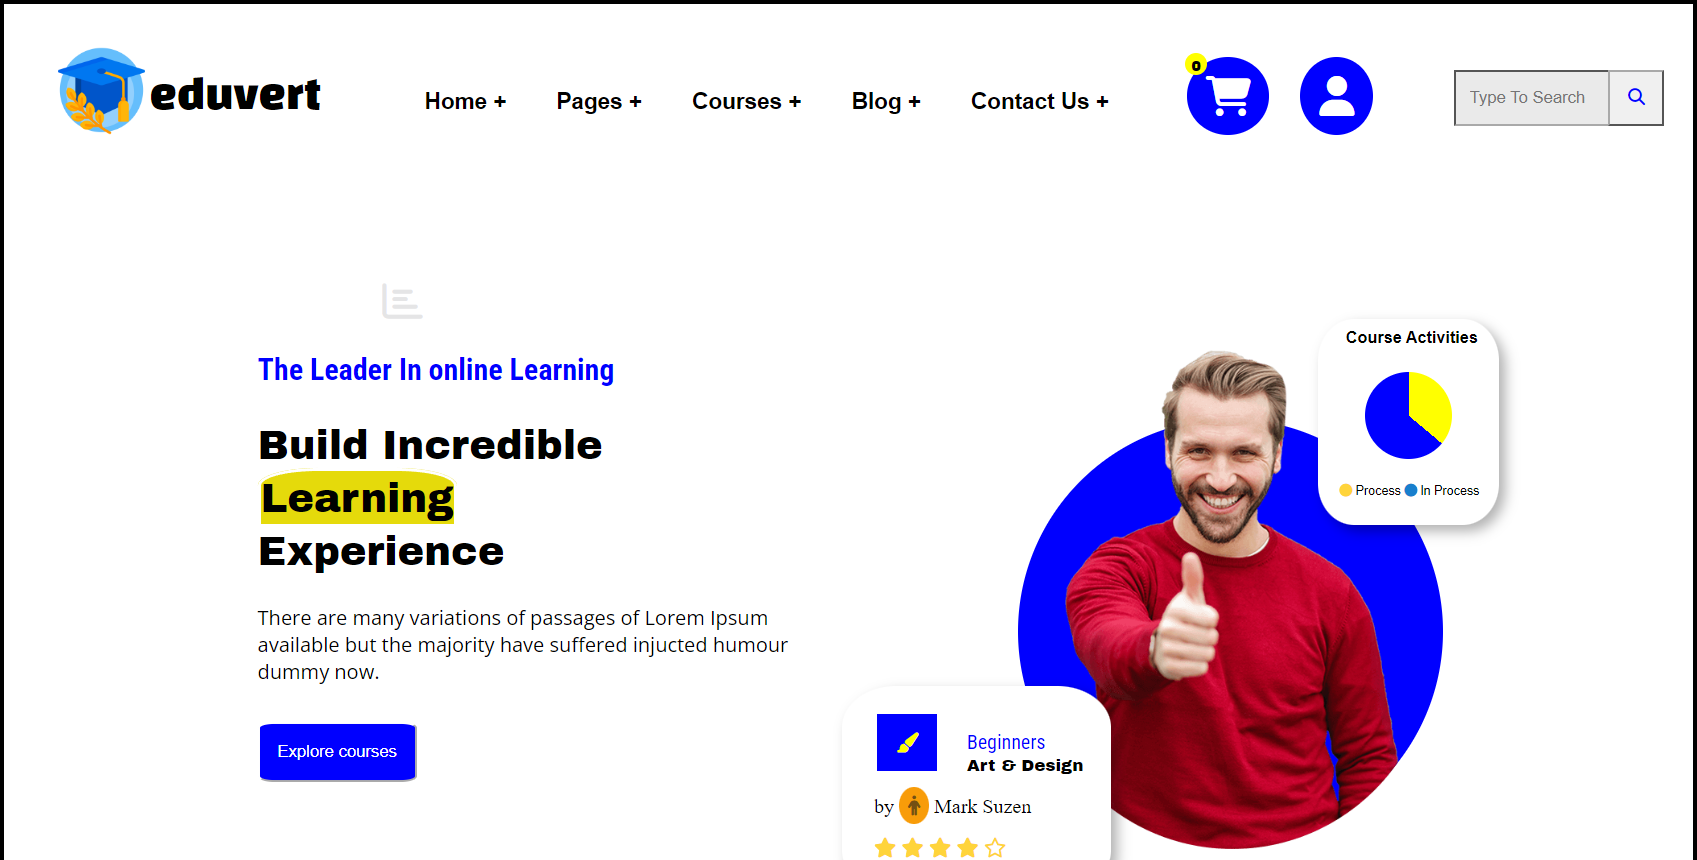 eduvert
Home +
Pages +
Courses +
Blog +
Contact Us +
0
Type To Search
The Leader In online Learning
Build Incredible
Learning
Experience
There are many variations of passages of Lorem Ipsum
available but the majority have suffered injucted humour
dummy now.
Explore courses
Course Activities
Process In Process
Beginners
Art & Design
by Mark Suzen